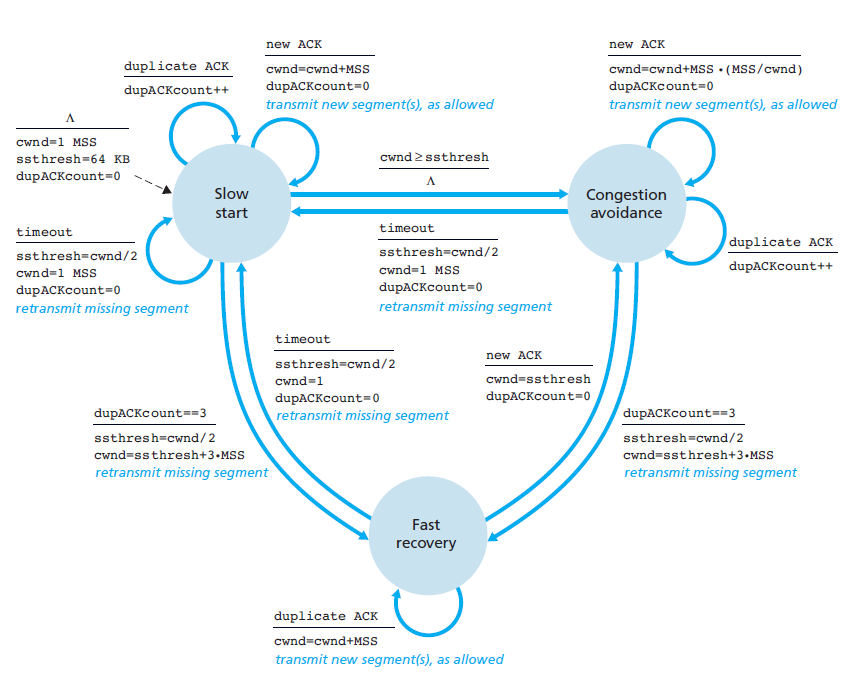 new ACK
cwnd=cwnd+MSS
dupACKcount=0
transmit new segment(s), as allowed
duplicate ACK
dupACKcount++
Λ
cwnd=1 MSS
ssthresh=64 KB
dupACKcount=0
new ACK
cwnd=cwnd+MSS •(MSS/cwnd)
dupACKcount=0
transmit new segment(s), as allowed
cwnd≥ssthresh
Λ
Slow
start
Congestion
avoidance
timeout
ssthresh=cwnd/2
cwnd=1 MSS
dupACKcount=0
retransmit missing segment
timeout
ssthresh=cwnd/2
cwnd=1 MSS
dupACKcount=0
retransmit missing segment
duplicate ACK
dupACKcount++
timeout
ssthresh=cwnd/2
cwnd=1
dupACKcount=0
retransmit missing segment
new ACK
cwnd=ssthresh
dupACKcount=0
dupACKcount==3
ssthresh=cwnd/2
cwnd=ssthresh+3•MSS
retransmit missing segment
dupACKcount==3
ssthresh=cwnd/2
cwnd=ssthresh+3•MSS
retransmit missing segment
Fast
recovery
duplicate ACK
cwnd=cwnd+MSS
transmit new segment(s), as allowed